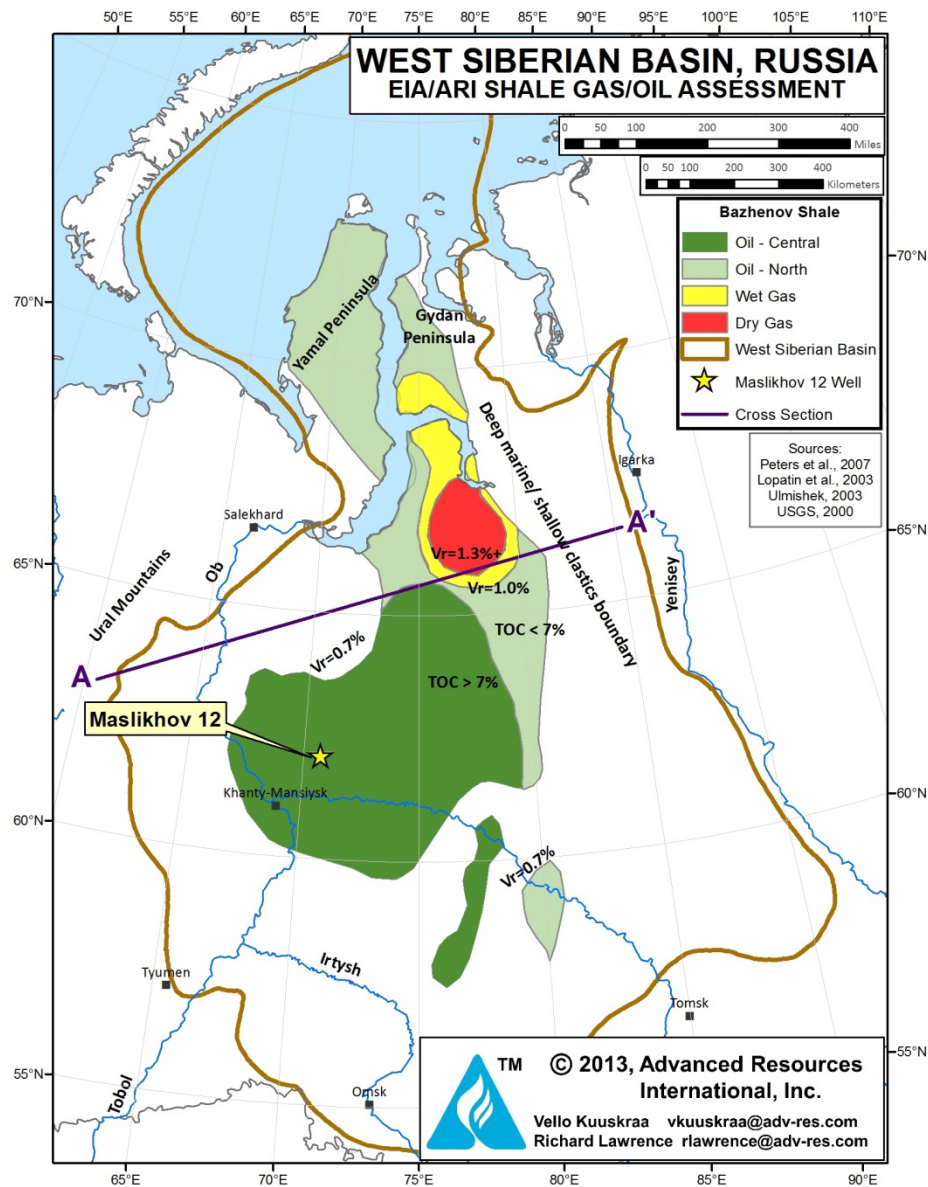 50°E 60°E 70°E 80°E 90°E 100°E 110°E
WEST SIBERIAN BASIN, RUSSIA
EIA/ARI SHALE GAS/OIL ASSESSMENT
0 50 100 200 300 400
Miles
0 50 100 200 300 400
Kilometers
Bazhenov Shale
Oil - Central
Oil - North
Wet Gas
Dry Gas
West Siberian Basin
Maslikhov 12 Well
Cross Section
Sources:
Peters et al., 2007
Lopatin et al., 2003
Ulmishek, 2003
USGS, 2000
70°N
70°N
Yamal Peninsula
Gydan
Peninsula
Deep marine/ shallow clastics boundary
Igarka
Salekhard
A'
65°N
65°N
Ural Mountains
Ob
Vr=1.3%+
Vr=1.0%
Yenisey
TOC < 7%
Vr=0.7%
A
TOC > 7%
Maslikhov 12
Khanty-Mansiysk
60°N
60°N
Vr=0.7%
Irtysh
Tyumen
Tomsk
55°N
55°N
Tobol
Omsk
TM
© 2013, Advanced Resources
International, Inc.
Vello Kuuskraa vkuuskraa@adv-res.com
Richard Lawrence rlawrence@adv-res.com
65°E 70°E 75°E 80°E 85°E 90°E